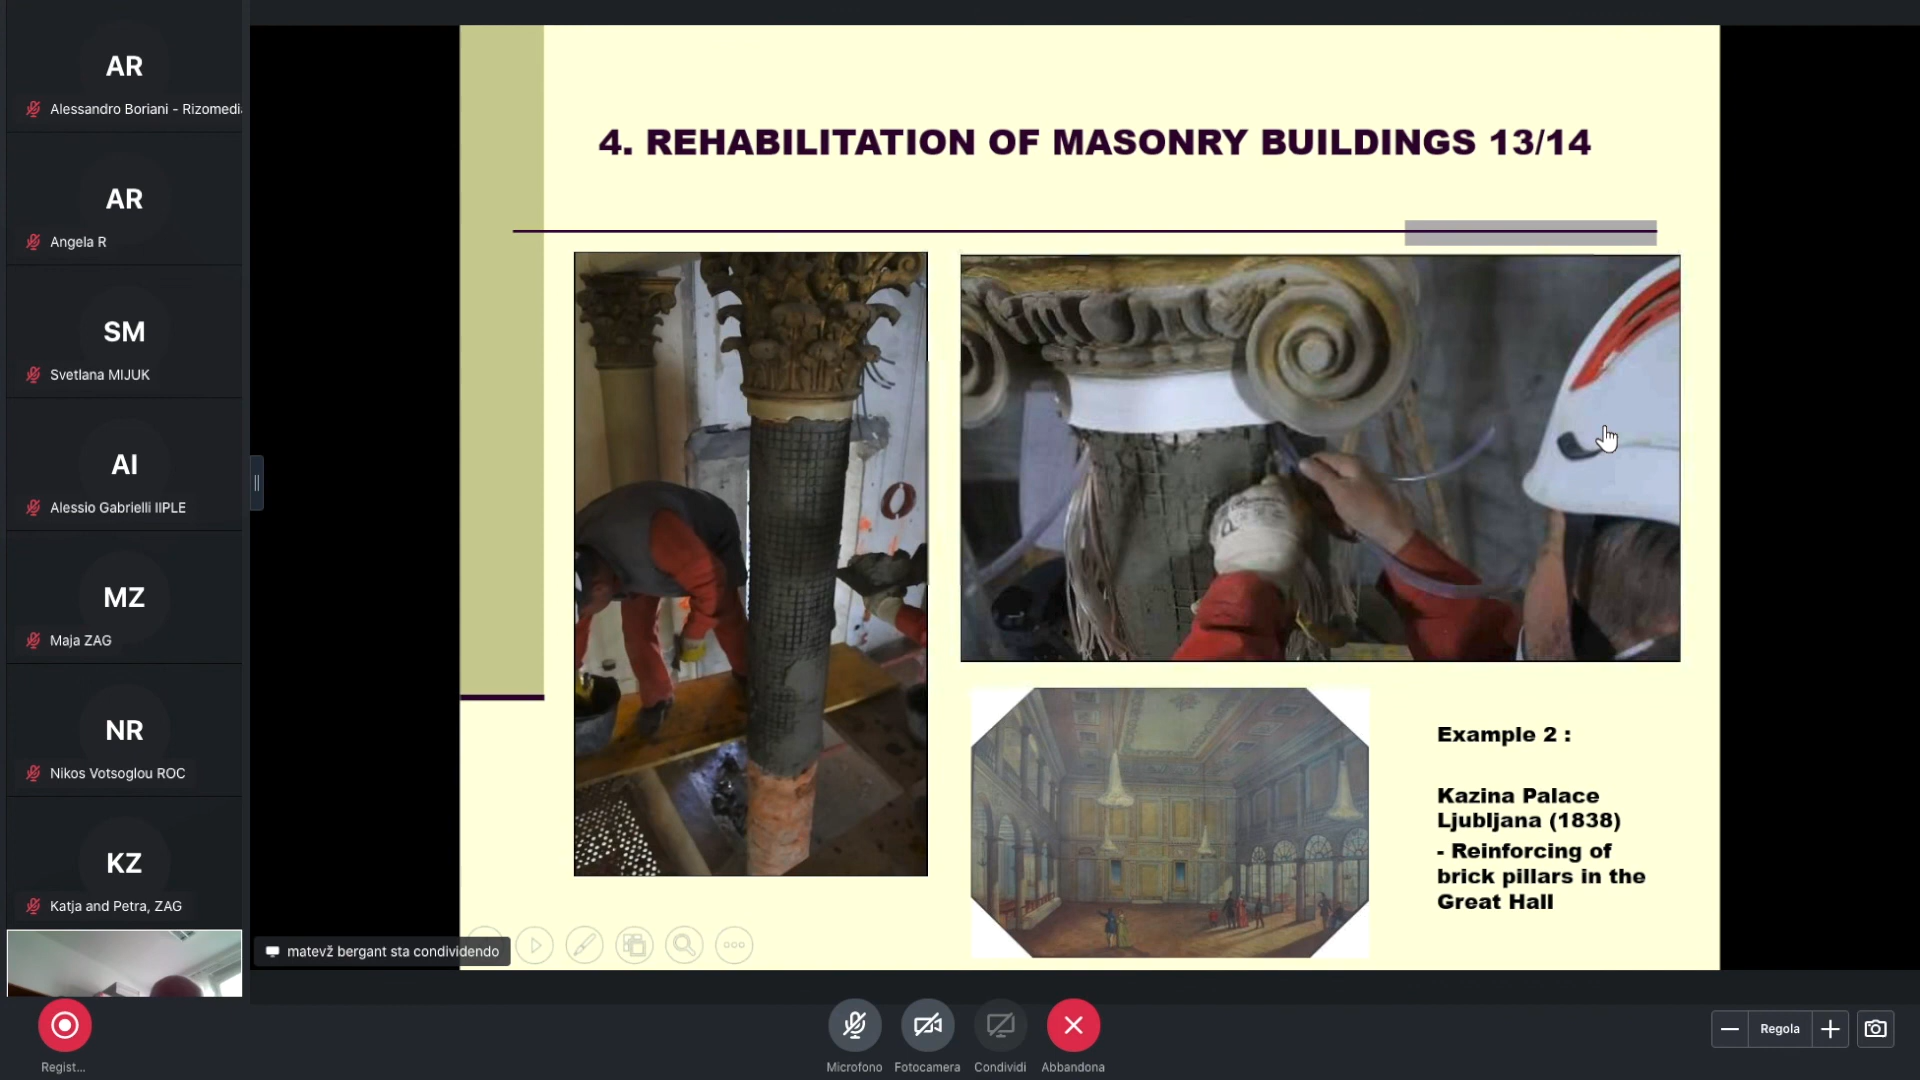 AR
Alessandro Boriani - Rizomedi
AR
Angela R
SM
Svetlana MIJUK
AI
Alessio Gabrielli IIPLE
MZ
Maja ZAG
NR
Nikos Votsoglou ROC
KZ
Katja and Petra, ZAG
4. REHABILITATION OF MASONRY BUILDINGS 13/14
Example 2 :
Kazina Palace
Ljubljana (1838)
- Reinforcing of
brick pillars in the
Great Hall
matevž bergant sta condividendo
Regist...
Microfono
Fotocamera
Condividi
Abbandona
Regola